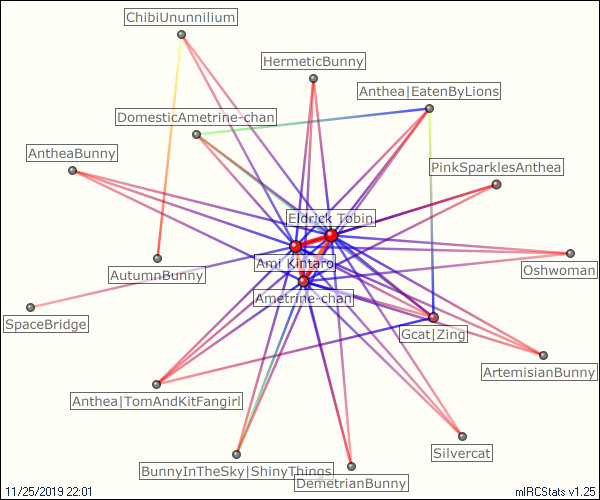 ChibiUnunnilium
HermeticBunny
Anthea|EatenByLions
DomesticAmetrine-chan
AntheaBunny
PinkSparklesAnthea
Eldrick Tobin
Ami Kintaro
Oshwoman
AutumnBunny
Ametrine-chan
SpaceBridge
Gcat|Zing
ArtemisianBunny
Anthea|TomAndKitFangirl
Silvercat
BunnyInTheSky|ShinyThings
DemetrianBunny
11/25/2019 22:01
mIRCStats v1.25